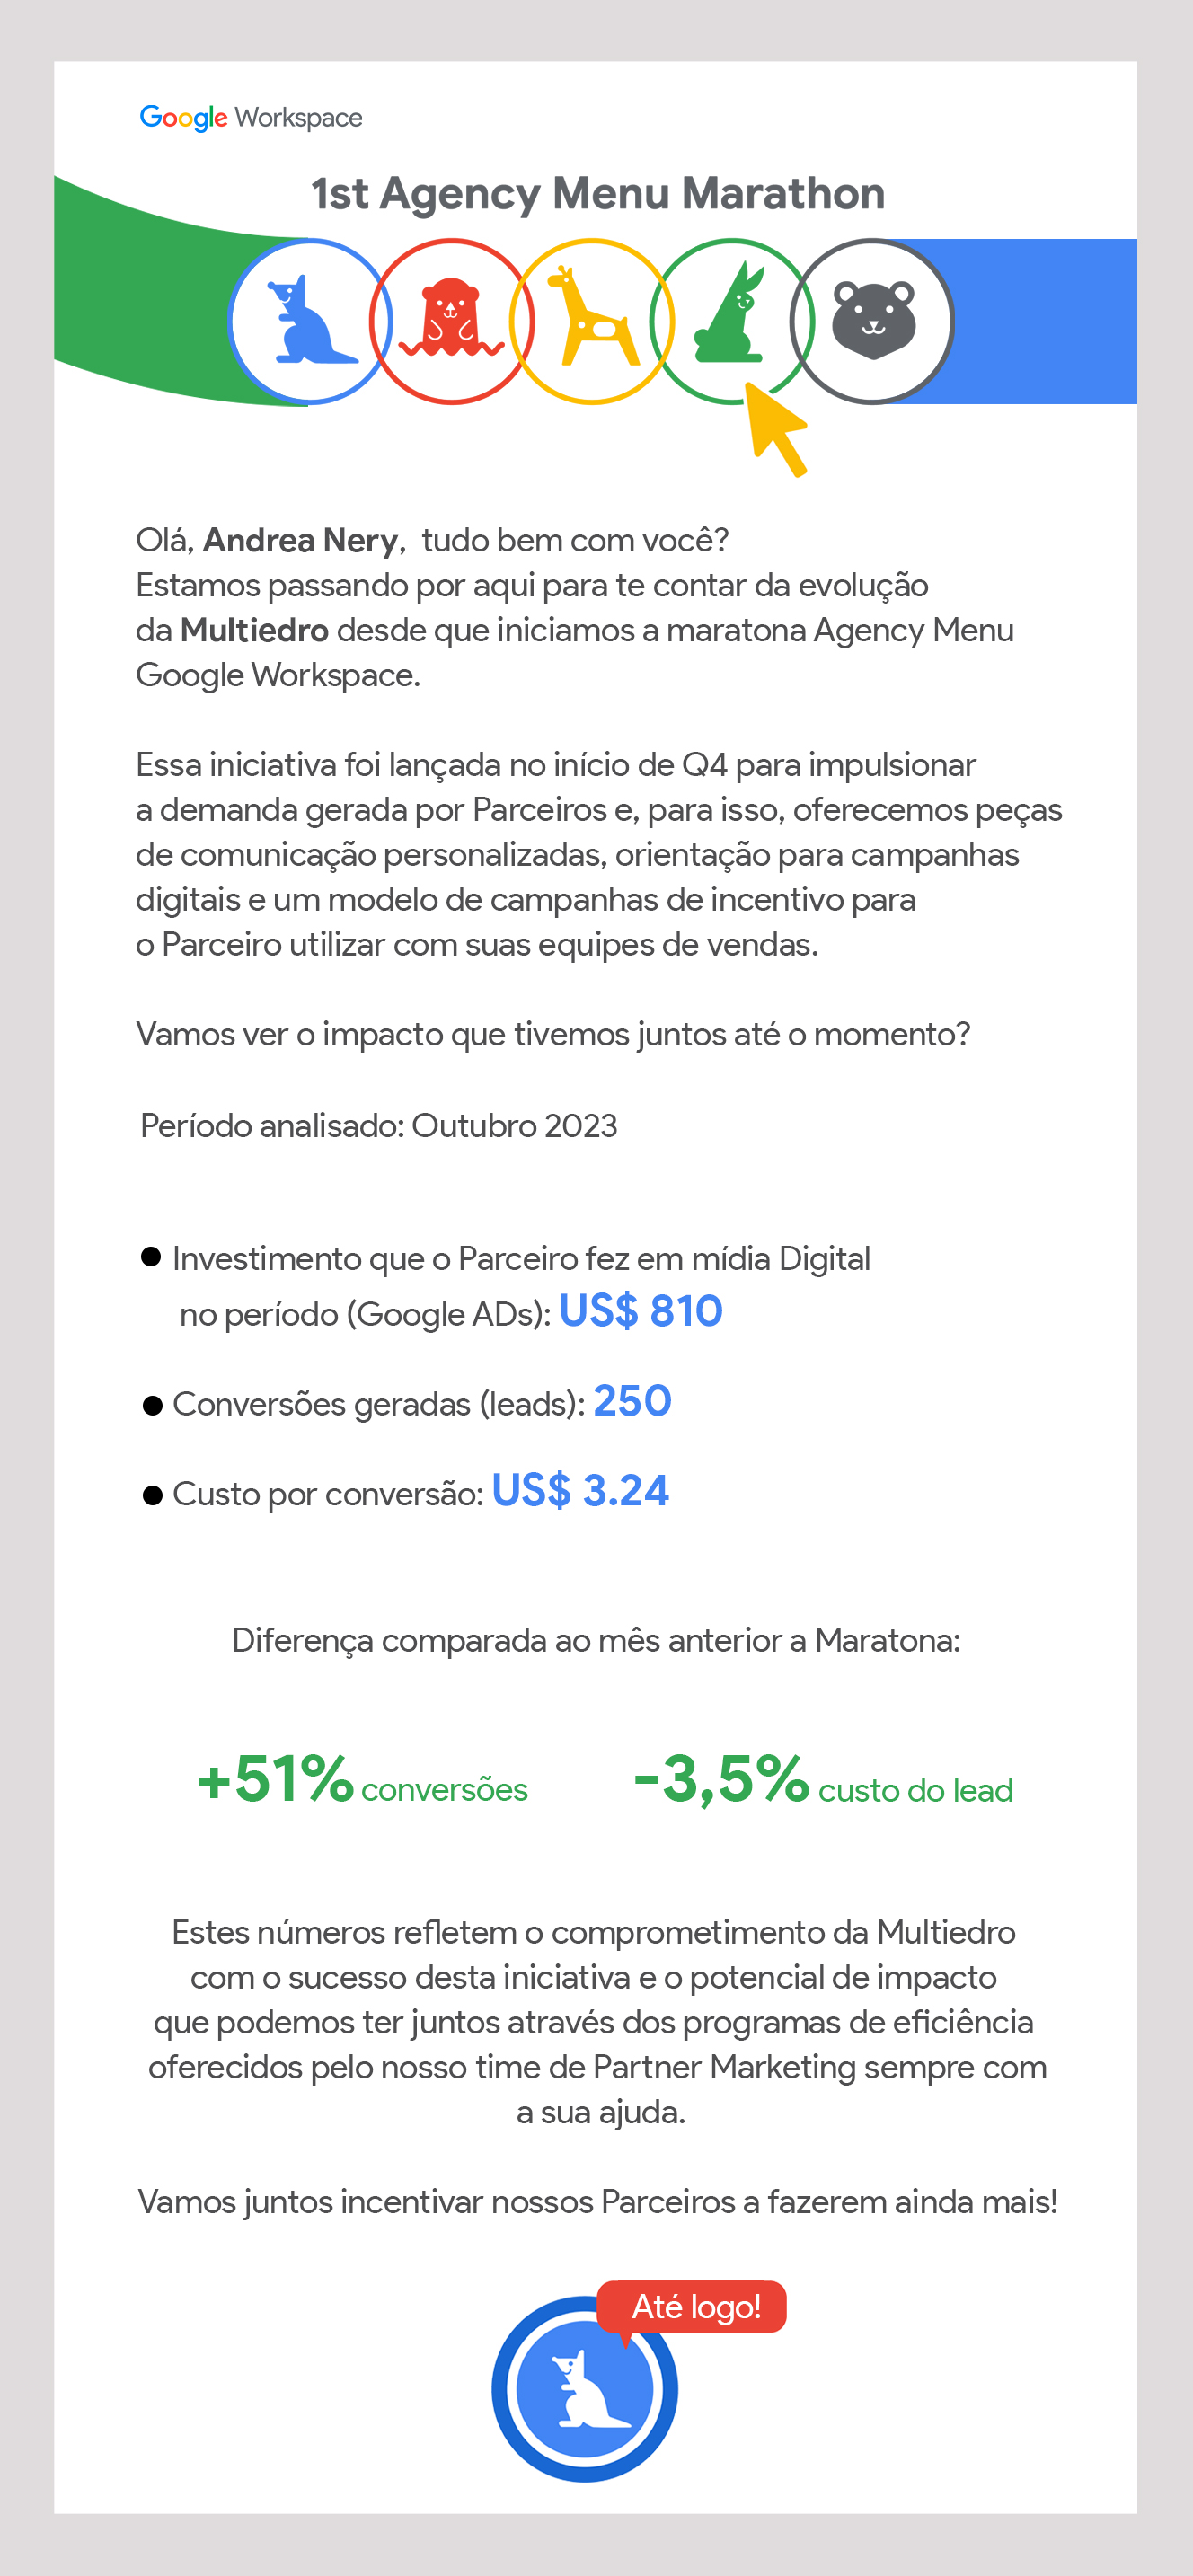 Google Workspace
1st Agency Menu Marathon
Olá, Andrea Nery, tudo bem com você?
Estamos passando por aqui para te contar da evolução
da Multiedro desde que iniciamos a maratona Agency Menu
Google Workspace.
Essa iniciativa foi lançada no início de Q4 para impulsionar
a demanda gerada por Parceiros e, para isso, oferecemos peças
de comunicação personalizadas, orientação para campanhas
digitais e um modelo de campanhas de incentivo para
o Parceiro utilizar com suas equipes de vendas.
Vamos ver o impacto que tivemos juntos até o momento?
Período analisado: Outubro 2023
● Investimento que o Parceiro fez em mídia Digital
no período (Google ADs): US$ 810
● Conversões geradas (leads): 250
● Custo por conversão: US$ 3.24
Diferença comparada ao mês anterior a Maratona:
+51% conversões -3,5% custo do lead
Estes números refletem o comprometimento da Multiedro
com o sucesso desta iniciativa e o potencial de impacto
que podemos ter juntos através dos programas de eficiência
oferecidos pelo nosso time de Partner Marketing sempre com
a sua ajuda.
Vamos juntos incentivar nossos Parceiros a fazerem ainda mais!
Até logo!